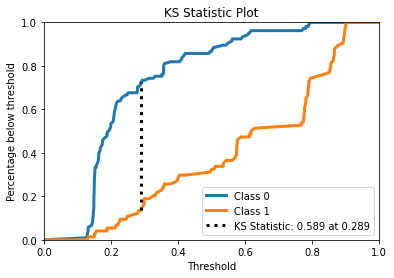 KS Statistic Plot
1.0
0.8
0.6
0.4
0.2
0.0
Percentage below threshold
0.0 0.2 0.4 0.6 0.8 1.0
Threshold
Class 0
Class 1
KS Statistic: 0.589 at 0.289